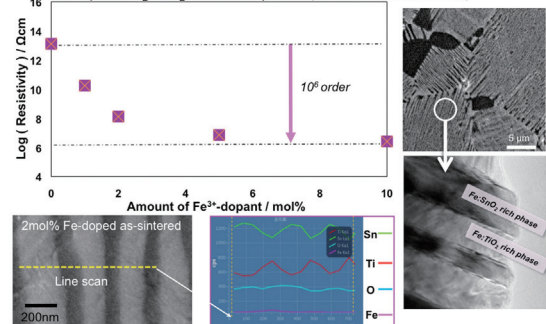 16
14
12
10
8
6
4
Log ( Resistivity ) / Ωcm
10⁶ order
0 2 4 6 8 10
Amount of Fe³⁺-dopant / mol%
5 µm
Fe:SnO₂ rich phase
Fe:TiO₂ rich phase
2mol% Fe-doped as-sintered
Line scan
200nm
Sn
Ti
O
Fe